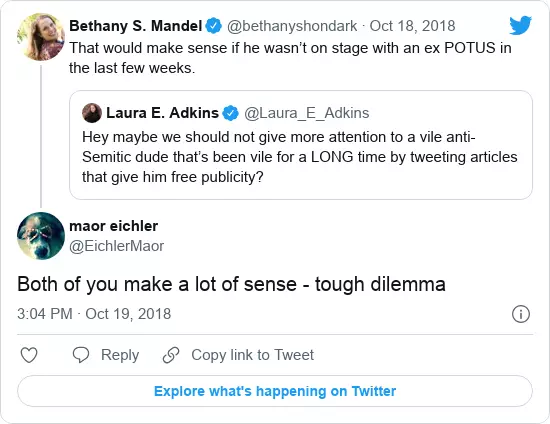 Bethany S. Mandel @bethanyshondark · Oct 18, 2018
That would make sense if he wasn’t on stage with an ex POTUS in
the last few weeks.
Laura E. Adkins @Laura_E_Adkins
Hey maybe we should not give more attention to a vile anti-
Semitic dude that’s been vile for a LONG time by tweeting articles
that give him free publicity?
maor eichler
@EichlerMaor
Both of you make a lot of sense - tough dilemma
3:04 PM · Oct 19, 2018
Reply Copy link to Tweet
Explore what's happening on Twitter